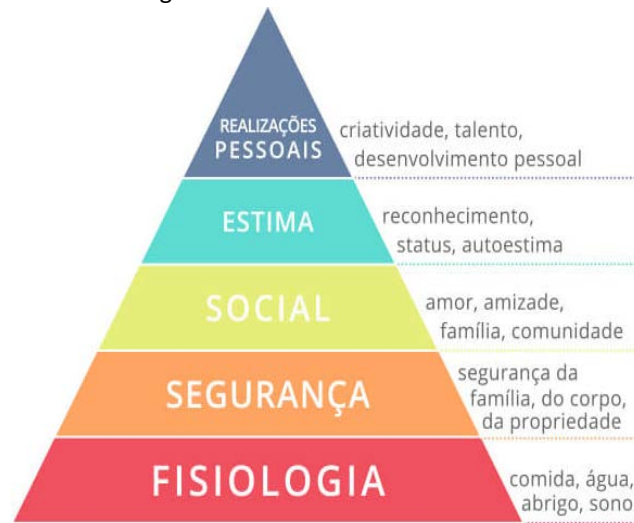 REALIZAÇÕES
PESSOAIS
criatividade, talento,
desenvolvimento pessoal
ESTIMA
reconhecimento,
status, autoestima
SOCIAL
amor, amizade,
família, comunidade
SEGURANÇA
segurança da
família, do corpo,
da propriedade
FISIOLOGIA
comida, água,
abrigo, sono